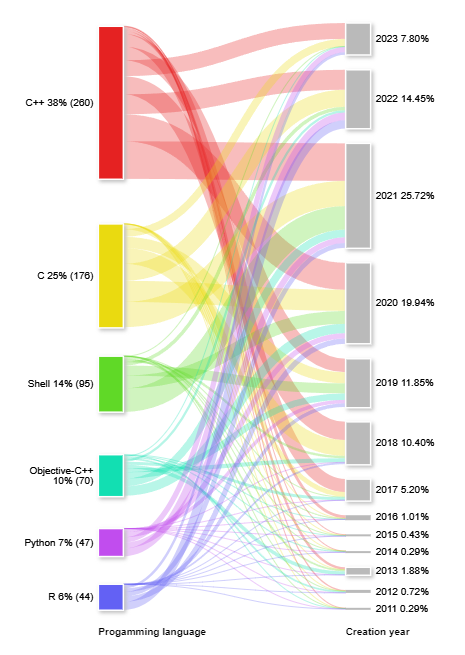 C++ 38% (260)
C 25% (176)
Shell 14% (95)
Objective-C++
10% (70)
Python 7% (47)
R 6% (44)
2023 7.80%
2022 14.45%
2021 25.72%
2020 19.94%
2019 11.85%
2018 10.40%
2017 5.20%
2016 1.01%
2015 0.43%
2014 0.29%
2013 1.88%
2012 0.72%
2011 0.29%
Progamming language
Creation year